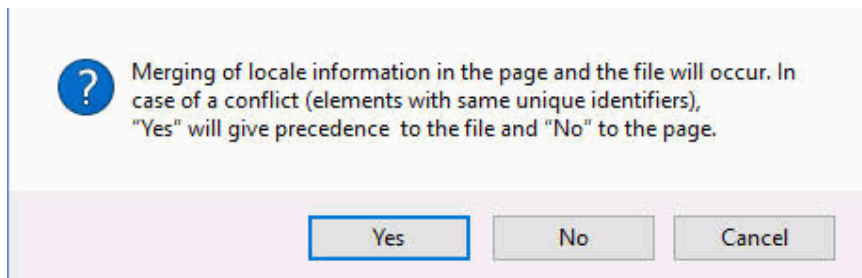 Merging of locale information in the page and the file will occur. In
case of a conflict (elements with same unique identifiers),
“Yes” will give precedence  to the file and “No” to the page.
Yes No Cancel